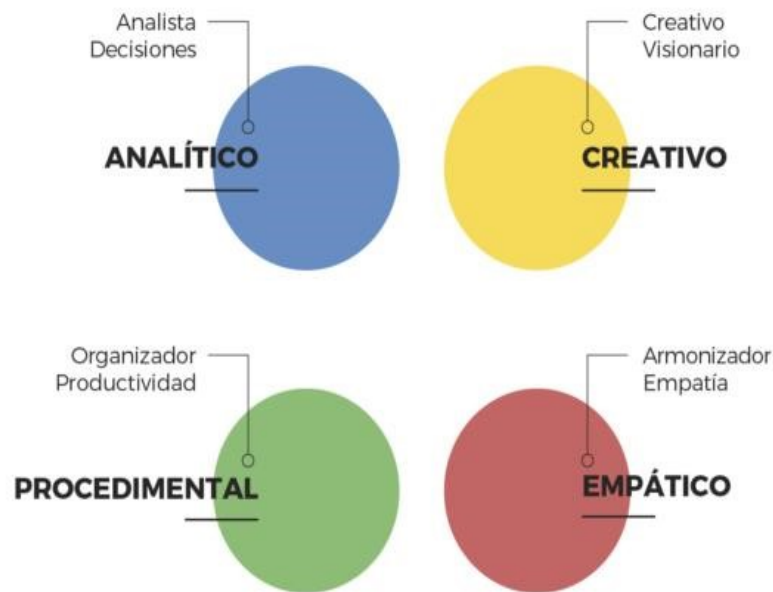 Analista
Decisiones
ANALÍTICO
Creativo
Visionario
CREATIVO
Organizador
Productividad
PROCEDIMENTAL
Armonizador
Empatía
EMPÁTICO